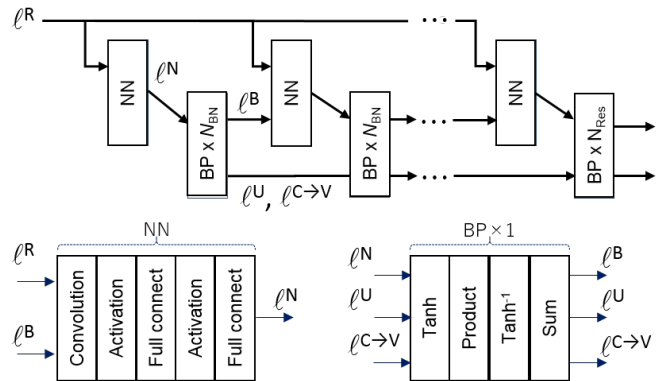 ℓR
NN
ℓN
BP x NBN
ℓB
NN
BP x NBN
...
...
NN
BP x NRes
ℓU, ℓC→V
...
NN
ℓR
ℓB
Convolution
Activation
Full connect
Activation
Full connect
ℓN
BP×1
ℓN
ℓU
ℓC→V
Tanh
Product
Tanh-1
Sum
ℓB
ℓU
ℓC→V